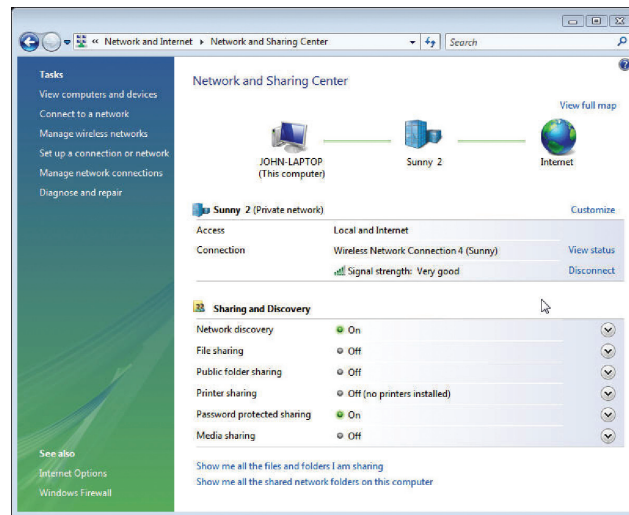 « Network and Internet ▸ Network and Sharing Center
Search
Tasks
View computers and devices
Connect to a network
Manage wireless networks
Set up a connection or network
Manage network connections
Diagnose and repair
See also
Internet Options
Windows Firewall
Network and Sharing Center
View full map
JOHN-LAPTOP
(This computer)
Sunny 2
Internet
Sunny 2 (Private network)
Customize
Access Local and Internet
Connection Wireless Network Connection 4 (Sunny) View status
Signal strength: Very good Disconnect
Sharing and Discovery
Network discovery On
File sharing Off
Public folder sharing Off
Printer sharing Off (no printers installed)
Password protected sharing On
Media sharing Off
Show me all the files and folders I am sharing
Show me all the shared network folders on this computer